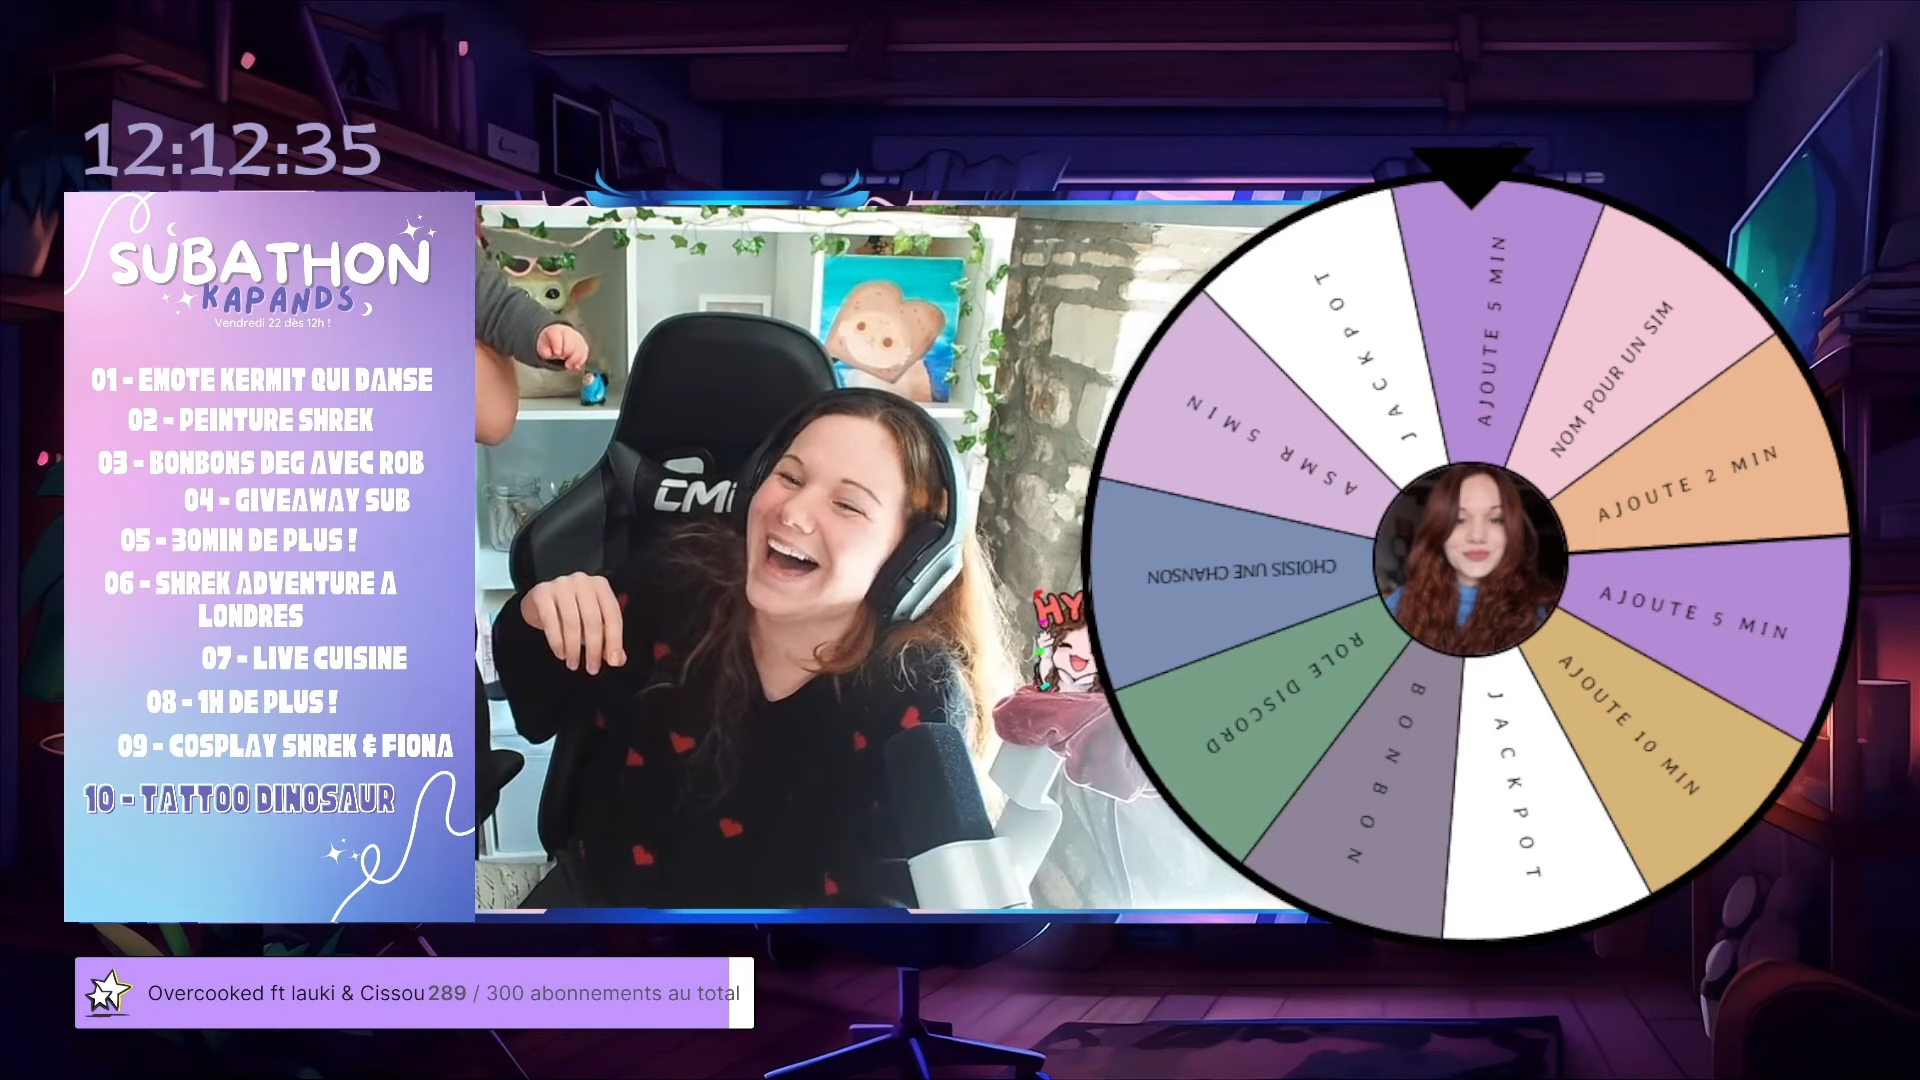 12:12:35
SUBATHON
KAPANDS
Vendredi 22 dès 12h !
01 - EMOTE KERMIT QUI DANSE
02 - PEINTURE SHREK
03 - BONBONS DEG AVEC ROB
04 - GIVEAWAY SUB
05 - 30MIN DE PLUS !
06 - SHREK ADVENTURE A
LONDRES
07 - LIVE CUISINE
08 - 1H DE PLUS !
09 - COSPLAY SHREK & FIONA
10 - TATTOO DINOSAUR
HY
AJOUTE 5 MIN
NOM POUR UN SIM
AJOUTE 2 MIN
AJOUTE 5 MIN
AJOUTE 10 MIN
JACKPOT
BONBON
ROLE DISCORD
CHOISIS UNE CHANSON
ASMR 5MIN
JACKPOT
Overcooked ft lauki & Cissou 289 / 300 abonnements au total